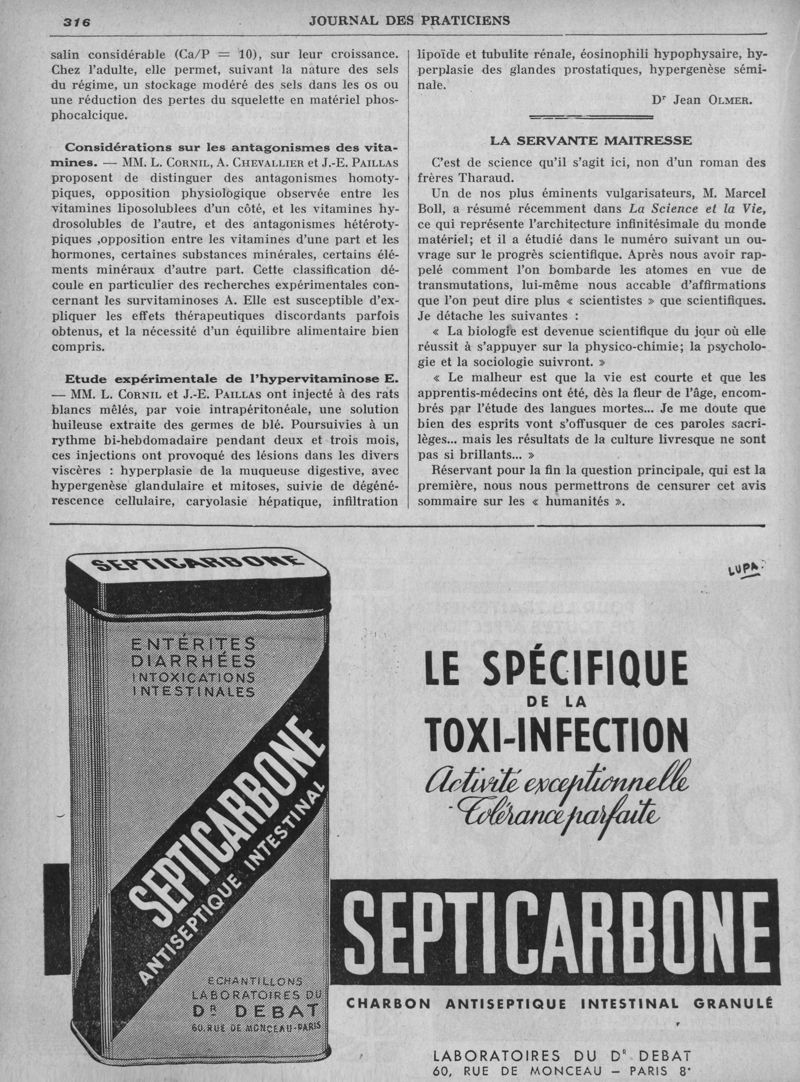 316
JOURNAL DES PRATICIENS
salin considérable (Ca/P = 10), sur leur croissance.
Chez l'adulte, elle permet, suivant la nature des sels
du régime, un stockage modéré des sels dans les os ou
une réduction des pertes du squelette en matériel phos-
phocalcique.
Considérations sur les antagonismes des vita-
mines. — MM. L. CORNIL, A. CHEVALLIER et J.-E. PAILLAS
proposent de distinguer des antagonismes homoty-
piques, opposition physiologique observée entre les
vitamines liposolublees d'un côté, et les vitamines hy-
drosolubles de l'autre, et des antagonismes hétéroty-
piques ,opposition entre les vitamines d'une part et les
hormones, certaines substances minérales, certains élé-
ments minéraux d'autre part. Cette classification dé-
coule en particulier des recherches expérimentales con-
cernant les survitaminoses A. Elle est susceptible d'ex-
pliquer les effets thérapeutiques discordants parfois
obtenus, et la nécessité d'un équilibre alimentaire bien
compris.
Etude expérimentale de l'hypervitaminose E.
— MM. L. CORNIL et J.-E. PAILLAS ont injecté à des rats
blancs mêlés, par voie intrapéritonéale, une solution
huileuse extraite des germes de blé. Poursuivies à un
rythme bi-hebdomadaire pendant deux et trois mois,
ces injections ont provoqué des lésions dans les divers
viscères : hyperplasie de la muqueuse digestive, avec
hypergenèse glandulaire et mitoses, suivie de dégéné-
rescence cellulaire, caryolasie hépatique, infiltration
lipoïde et tubulite rénale, éosinophili hypophysaire, hy-
perplasie des glandes prostatiques, hypergenèse sémi-
nale.
Dr Jean OLMER.
LA SERVANTE MAITRESSE
C'est de science qu'il s'agit ici, non d'un roman des
frères Tharaud.
Un de nos plus éminents vulgarisateurs, M. Marcel
Boll, a résumé récemment dans La Science et la Vie,
ce qui représente l'architecture infinitésimale du monde
matériel; et il a étudié dans le numéro suivant un ou-
vrage sur le progrès scientifique. Après nous avoir rap-
pelé comment l'on bombarde les atomes en vue de
transmutations, lui-même nous accable d'affirmations
que l'on peut dire plus « scientistes » que scientifiques.
Je détache les suivantes :
« La biologie est devenue scientifique du jour où elle
réussit à s'appuyer sur la physico-chimie; la psycholo-
gie et la sociologie suivront. »
« Le malheur est que la vie est courte et que les
apprentis-médecins ont été, dès la fleur de l'âge, encom-
brés par l'étude des langues mortes... Je me doute que
bien des esprits vont s'offusquer de ces paroles sacri-
lèges... mais les résultats de la culture livresque ne sont
pas si brillants... »
Réservant pour la fin la question principale, qui est la
première, nous nous permettrons de censurer cet avis
sommaire sur les « humanités ».
SEPTICARBONE
ENTÉRITES
DIARRHÉES
INTOXICATIONS
INTESTINALES
SEPTICARBONE
ANTISEPTIQUE INTESTINAL
ECHANTILLONS
LABORATOIRES DU
DR DEBAT
60, RUE DE MONCEAU-PARIS
LUPA
LE SPÉCIFIQUE
DE LA
TOXI-INFECTION
Activité exceptionnelle
Tolérance parfaite
SEPTICARBONE
CHARBON ANTISEPTIQUE INTESTINAL GRANULÉ
LABORATOIRES DU DR DEBAT
60, RUE DE MONCEAU – PARIS 8e